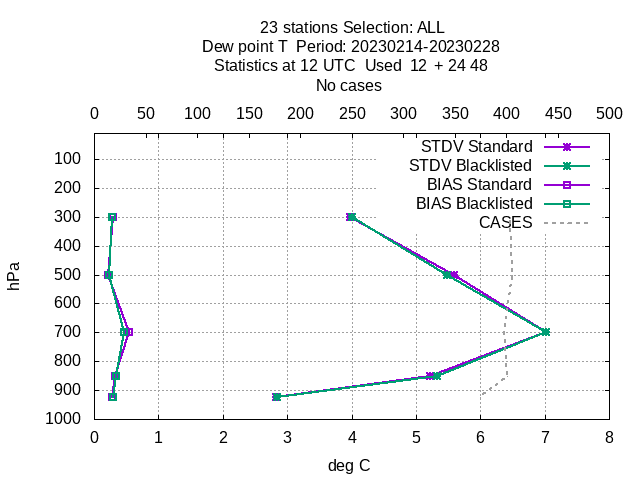 23 stations Selection: ALL
Dew point T  Period: 20230214-20230228
Statistics at 12 UTC  Used  12  + 24 48
No cases
0 50 100 150 200 250 300 350 400 450 500
STDV Standard
STDV Blacklisted
BIAS Standard
BIAS Blacklisted
CASES
hPa
100
200
300
400
500
600
700
800
900
1000
0 1 2 3 4 5 6 7 8
deg C